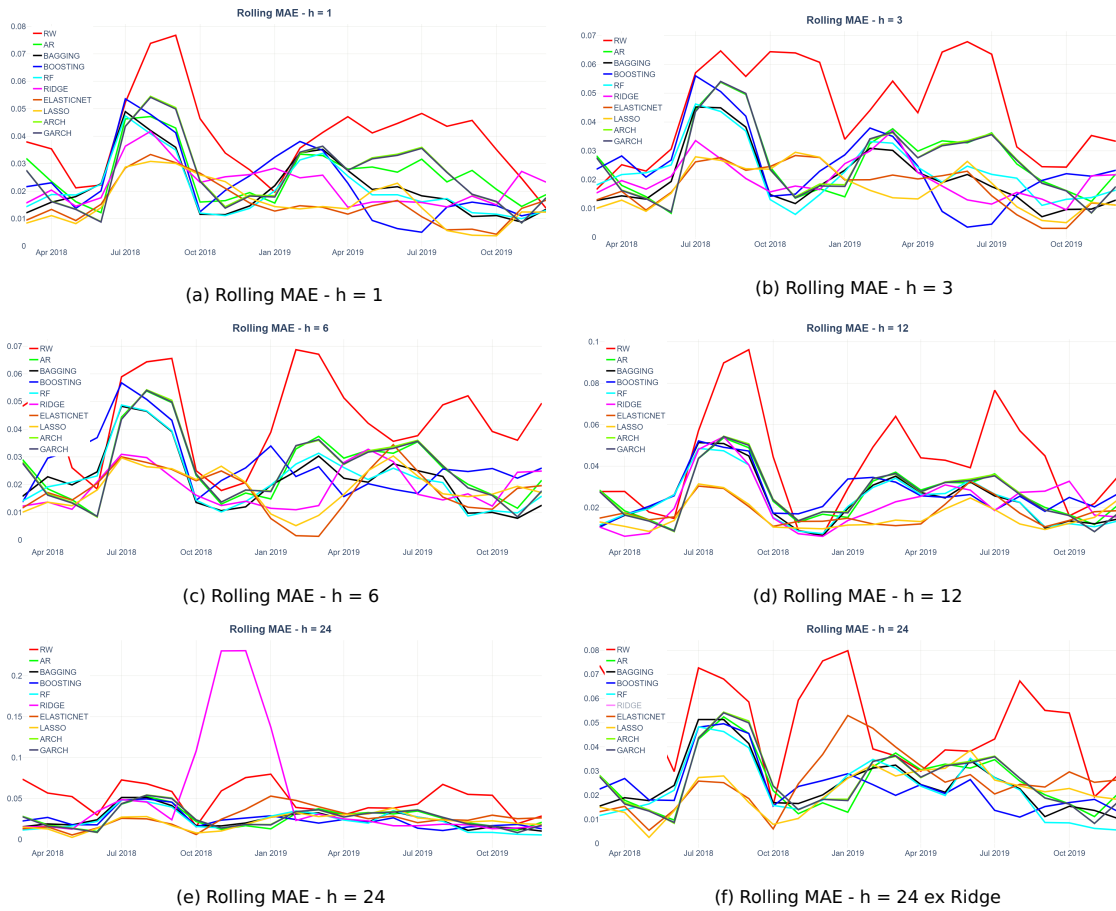 Rolling MAE - h = 1
0.08
0.07
0.06
0.05
0.04
0.03
0.02
0.01
0
RW
AR
BAGGING
BOOSTING
RF
RIDGE
ELASTICNET
LASSO
ARCH
GARCH
Apr 2018
Jul 2018
Oct 2018
Jan 2019
Apr 2019
Jul 2019
Oct 2019
(a) Rolling MAE - h = 1
Rolling MAE - h = 3
0.07
0.06
0.05
0.04
0.03
0.02
0.01
0
RW
AR
BAGGING
BOOSTING
RF
RIDGE
ELASTICNET
LASSO
ARCH
GARCH
Apr 2018
Jul 2018
Oct 2018
Jan 2019
Apr 2019
Jul 2019
Oct 2019
(b) Rolling MAE - h = 3
Rolling MAE - h = 6
0.07
0.06
0.05
0.04
0.03
0.02
0.01
0
RW
AR
BAGGING
BOOSTING
RF
RIDGE
ELASTICNET
LASSO
ARCH
GARCH
Apr 2018
Jul 2018
Oct 2018
Jan 2019
Apr 2019
Jul 2019
Oct 2019
(c) Rolling MAE - h = 6
Rolling MAE - h = 12
0.1
0.08
0.06
0.04
0.02
RW
AR
BAGGING
BOOSTING
RF
RIDGE
ELASTICNET
LASSO
ARCH
GARCH
Apr 2018
Jul 2018
Oct 2018
Jan 2019
Apr 2019
Jul 2019
Oct 2019
(d) Rolling MAE - h = 12
Rolling MAE - h = 24
0.2
0.15
0.1
0.05
0
RW
AR
BAGGING
BOOSTING
RF
RIDGE
ELASTICNET
LASSO
ARCH
GARCH
Apr 2018
Jul 2018
Oct 2018
Jan 2019
Apr 2019
Jul 2019
Oct 2019
(e) Rolling MAE - h = 24
Rolling MAE - h = 24
0.08
0.07
0.06
0.05
0.04
0.03
0.02
0.01
0
RW
AR
BAGGING
BOOSTING
RF
RIDGE
ELASTICNET
LASSO
ARCH
GARCH
Apr 2018
Jul 2018
Oct 2018
Jan 2019
Apr 2019
Jul 2019
Oct 2019
(f) Rolling MAE - h = 24 ex Ridge